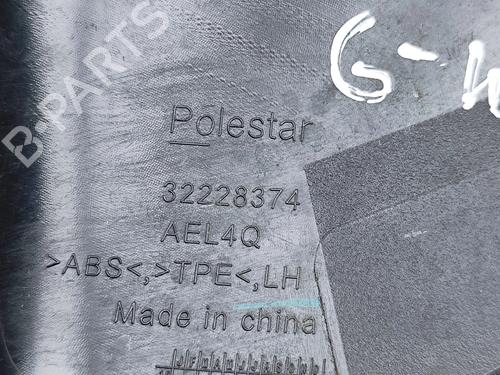 G-
B-PARTS
Polestar
32228374
AEL4Q
>ABS<,>TPE<,LH
Made in china